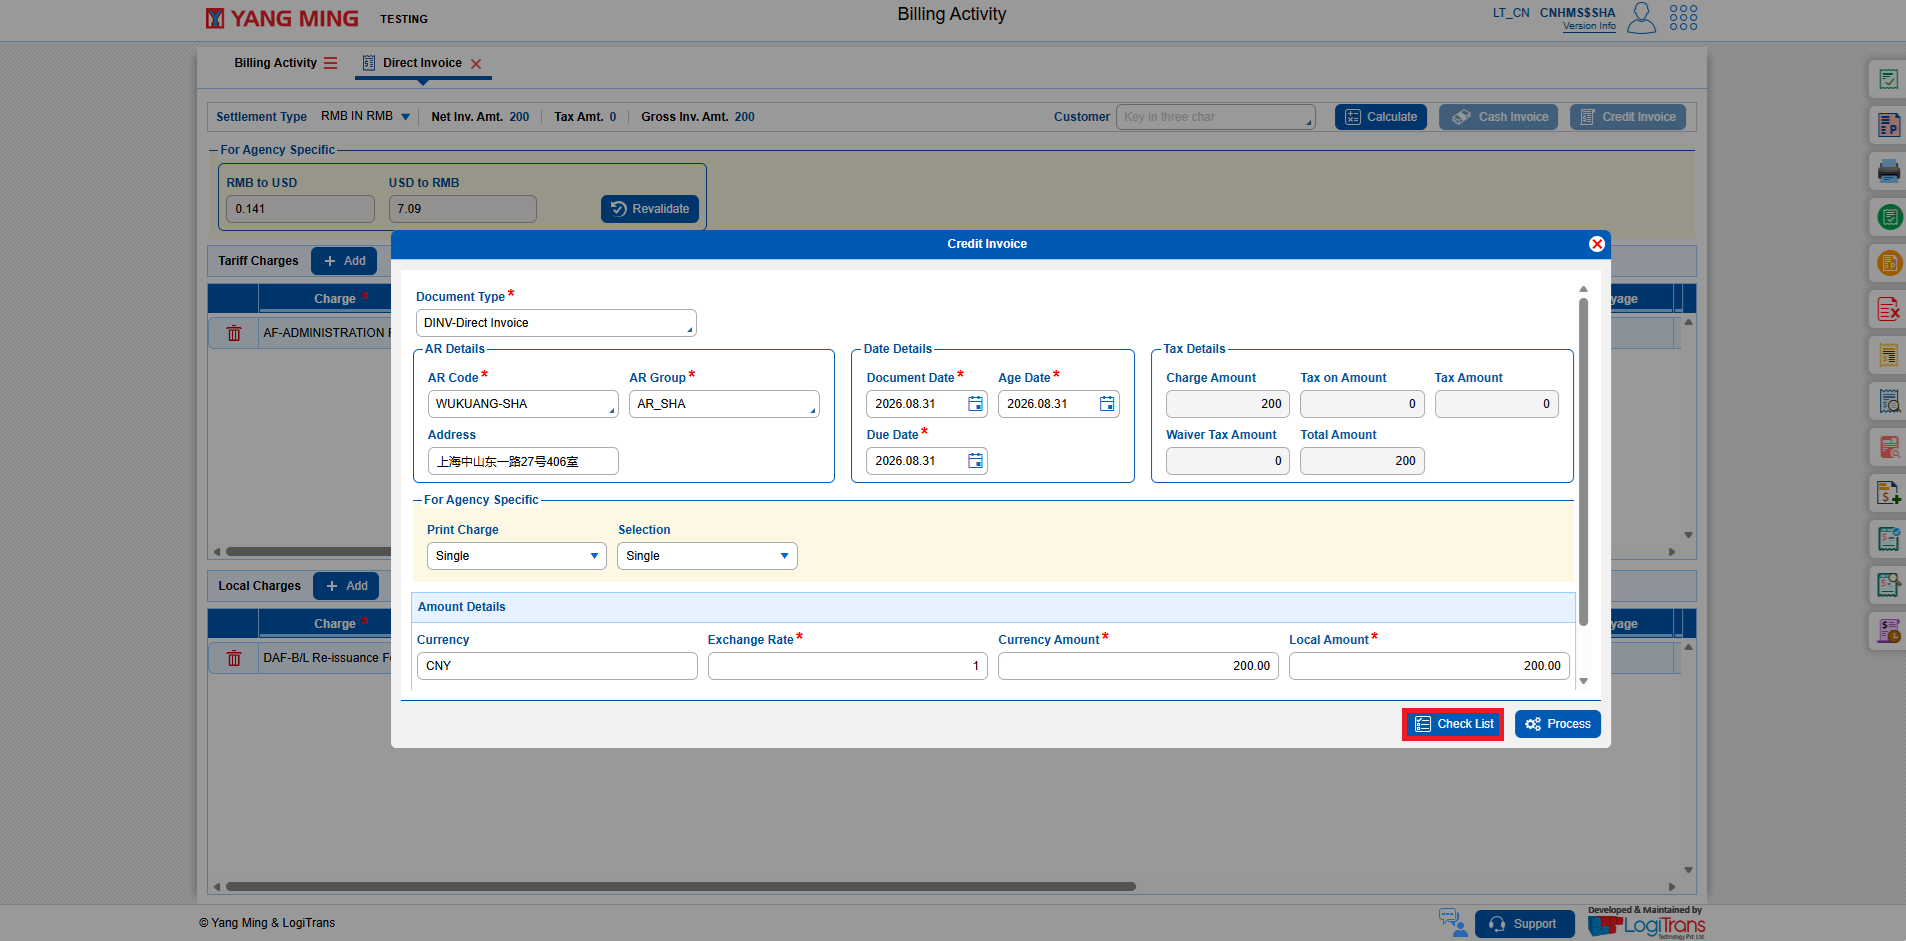 YANG MING TESTING
Billing Activity
LT_CN CNHMS$SHA
Version Info
Billing Activity
Direct Invoice
Settlement Type RMB IN RMB Net Inv. Amt. 200 Tax Amt. 0 Gross Inv. Amt. 200 Customer Key in three char Calculate Cash Invoice Credit Invoice
For Agency Specific
RMB to USD USD to RMB
0.141 7.09 Revalidate
Credit Invoice
Tariff Charges + Add
Charge * yage
AF-ADMINISTRATION F
Document Type *
DINV-Direct Invoice
AR Details Date Details Tax Details
AR Code * AR Group * Document Date * Age Date * Charge Amount Tax on Amount Tax Amount
WUKUANG-SHA AR_SHA 2026.08.31 2026.08.31 200 0 0
Address Due Date * Waiver Tax Amount Total Amount
上海中山东一路27号406室 2026.08.31 0 200
For Agency Specific
Print Charge Selection
Single Single
Local Charges + Add
Charge * yage
DAF-B/L Re-issuance Fe
Amount Details
Currency Exchange Rate * Currency Amount * Local Amount *
CNY 1 200.00 200.00
Check List Process
© Yang Ming & LogiTrans
Support
Developed & Maintained by
LogiTrans
Technology Pvt. Ltd.